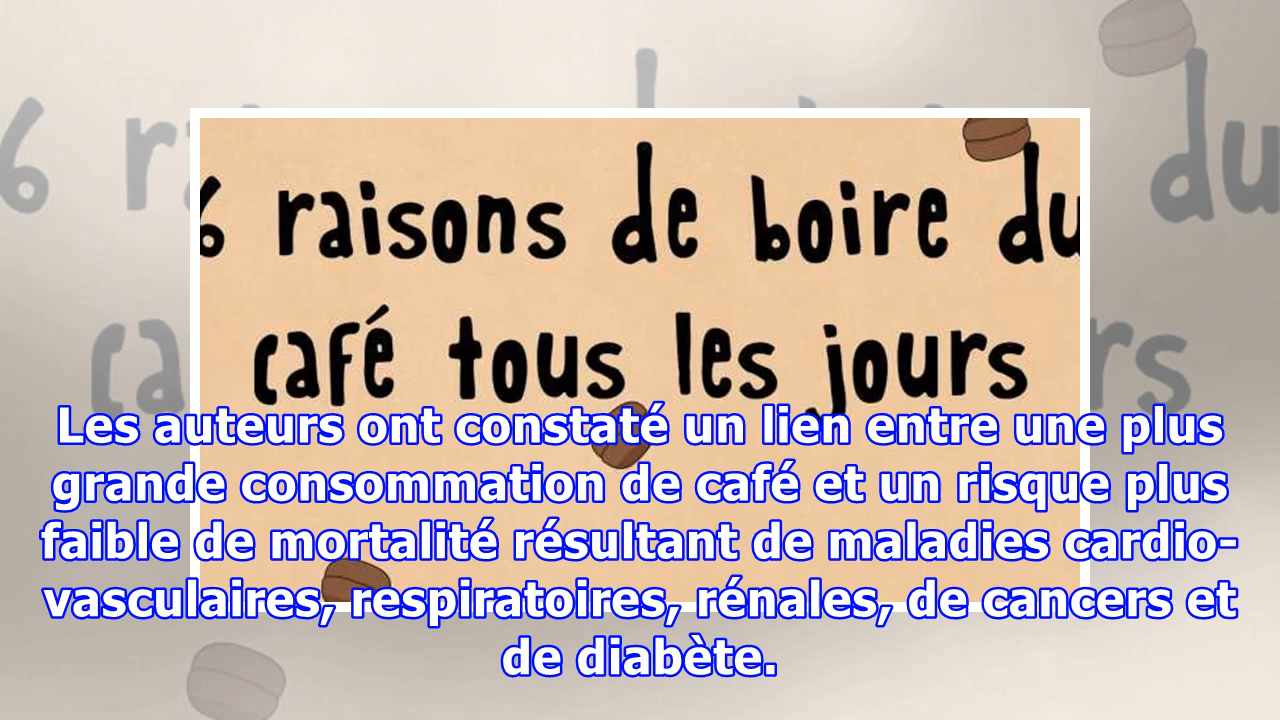 6 raisons de boire du
café tous les jours
Les auteurs ont constaté un lien entre une plus
grande consommation de café et un risque plus
faible de mortalité résultant de maladies cardio-
vasculaires, respiratoires, rénales, de cancers et
de diabète.